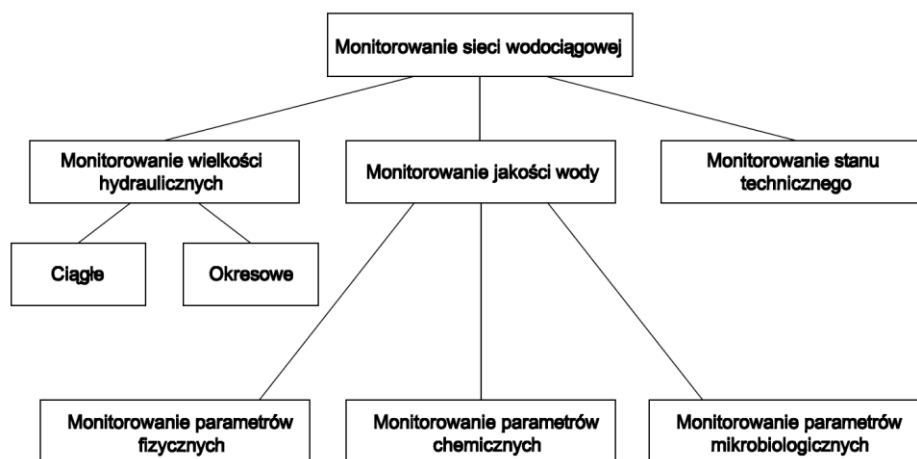 Monitorowanie sieci wodociągowej
Monitorowanie wielkości
hydraulicznych
Monitorowanie jakości wody
Monitorowanie stanu
technicznego
Ciągłe
Okresowe
Monitorowanie parametrów
fizycznych
Monitorowanie parametrów
chemicznych
Monitorowanie parametrów
mikrobiologicznych